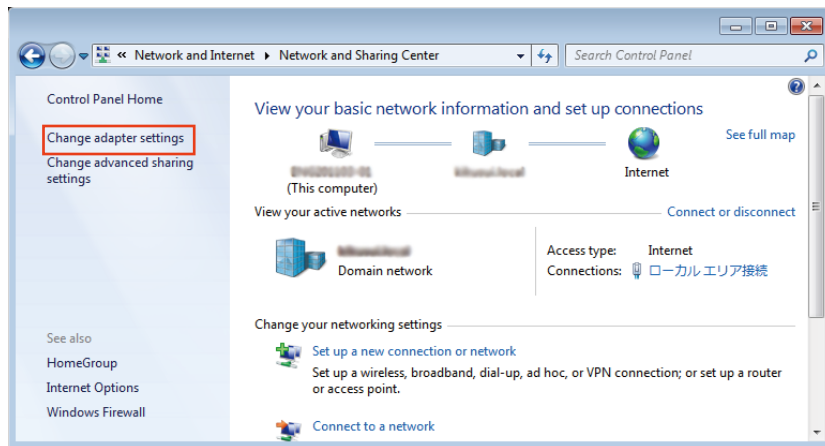 « Network and Internet ▸ Network and Sharing Center
Search Control Panel
Control Panel Home
Change adapter settings
Change advanced sharing
settings
See also
HomeGroup
Internet Options
Windows Firewall
View your basic network information and set up connections
See full map
(This computer)
Internet
View your active networks
Connect or disconnect
Domain network
Access type: Internet
Connections: ローカル エリア接続
Change your networking settings
Set up a new connection or network
Set up a wireless, broadband, dial-up, ad hoc, or VPN connection; or set up a router
or access point.
Connect to a network